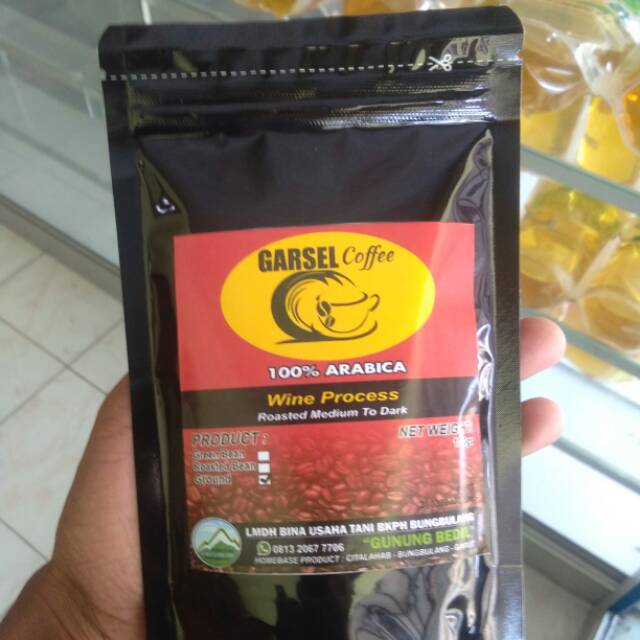 GARSEL Coffee
100% ARABICA
Wine Process
Roasted Medium To Dark
PRODUCT :
NET WEIGHT
Green Bean
Roasted Bean
Ground
LMDH BINA USAHA TANI BKPH BUNGBULANG
0813 2067 7706
"GUNUNG
HOMEBASE PRODUCT : CITALAHAB - BUNGBULANG -